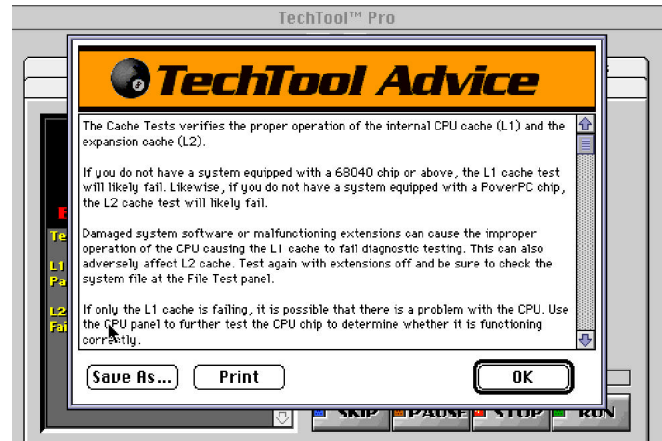 TechTool™ Pro
TechTool Advice
The Cache Tests verifies the proper operation of the internal CPU cache (L1) and the
expansion cache (L2).
If you do not have a system equipped with a 68040 chip or above, the L1 cache test
will likely fail. Likewise, if you do not have a system equipped with a PowerPC chip,
the L2 cache test will likely fail.
Damaged system software or malfunctioning extensions can cause the improper
operation of the CPU causing the L1 cache to fail diagnostic testing. This can also
adversely affect L2 cache. Test again with extensions off and be sure to check the
system file at the File Test panel.
If only the L1 cache is failing, it is possible that there is a problem with the CPU. Use
the CPU panel to further test the CPU chip to determine whether it is functioning
correctly.
Te
L1
Pa
L2
Fai
Save As...
Print
OK
SKIP
PAUSE
STOP
RUN